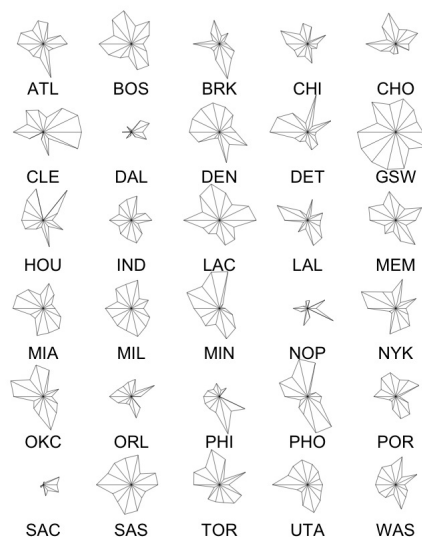 ATL BOS BRK CHI CHO
CLE DAL DEN DET GSW
HOU IND LAC LAL MEM
MIA MIL MIN NOP NYK
OKC ORL PHI PHO POR
SAC SAS TOR UTA WAS